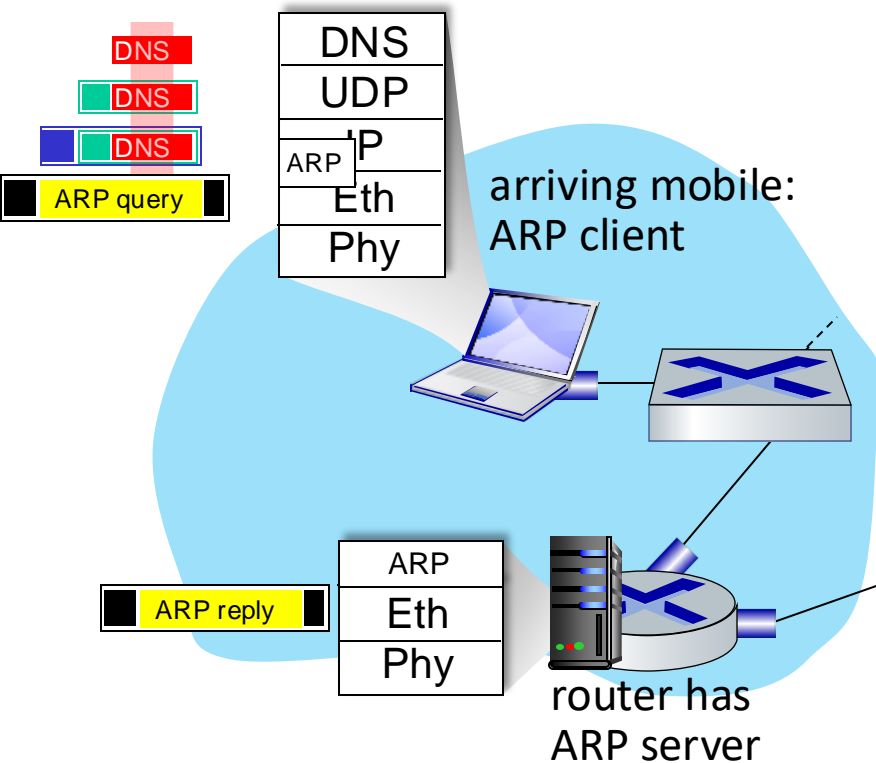 DNS
DNS
DNS
ARP query
DNS
UDP
IP
ARP
Eth
Phy
arriving mobile:
ARP client
ARP reply
ARP
Eth
Phy
router has
ARP server